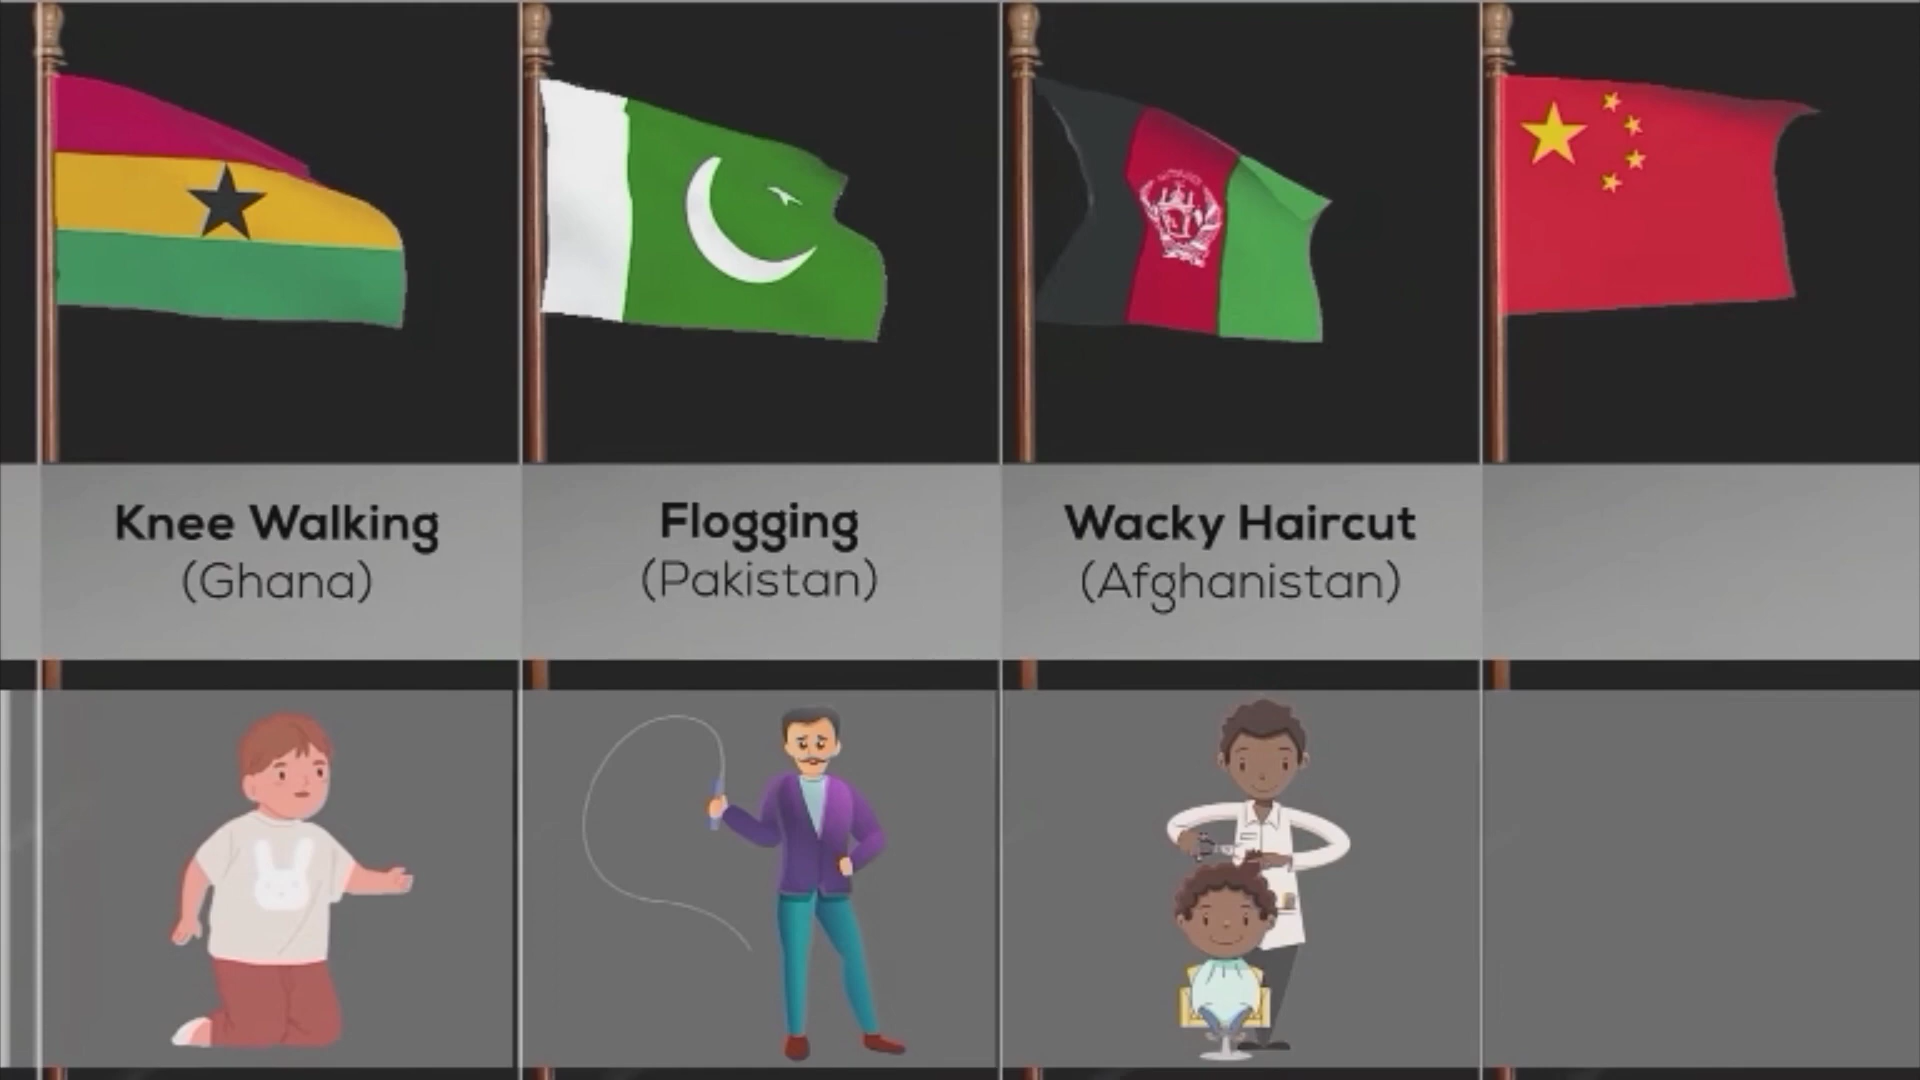 Knee Walking
(Ghana)
Flogging
(Pakistan)
Wacky Haircut
(Afghanistan)